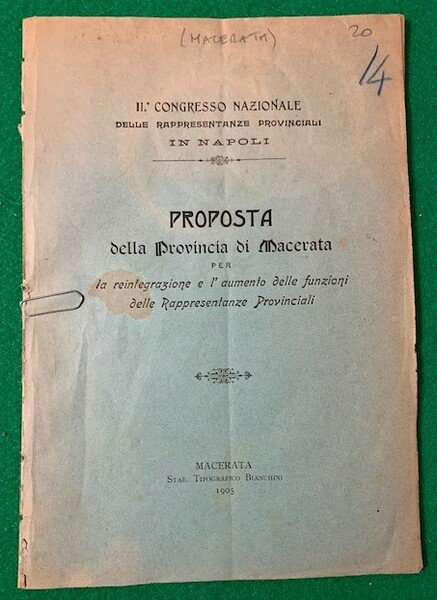 (MACERATA)
20
14
II.° CONGRESSO NAZIONALE
DELLE RAPPRESENTANZE PROVINCIALI
IN NAPOLI
PROPOSTA
della Provincia di Macerata
PER
la reintegrazione e l'aumento delle funzioni
delle Rappresentanze Provinciali
MACERATA
STAB. TIPOGRAFICO BIANCHINI
1905